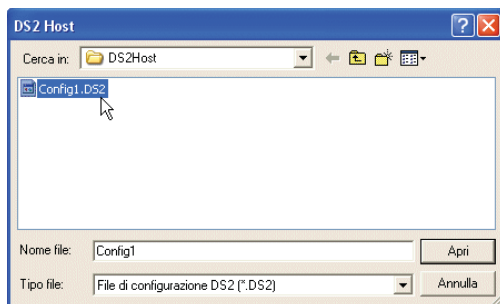 DS2 Host
Cerca in: DS2Host
Config1.DS2
Nome file: Config1 Apri
Tipo file: File di configurazione DS2 (*.DS2) Annulla